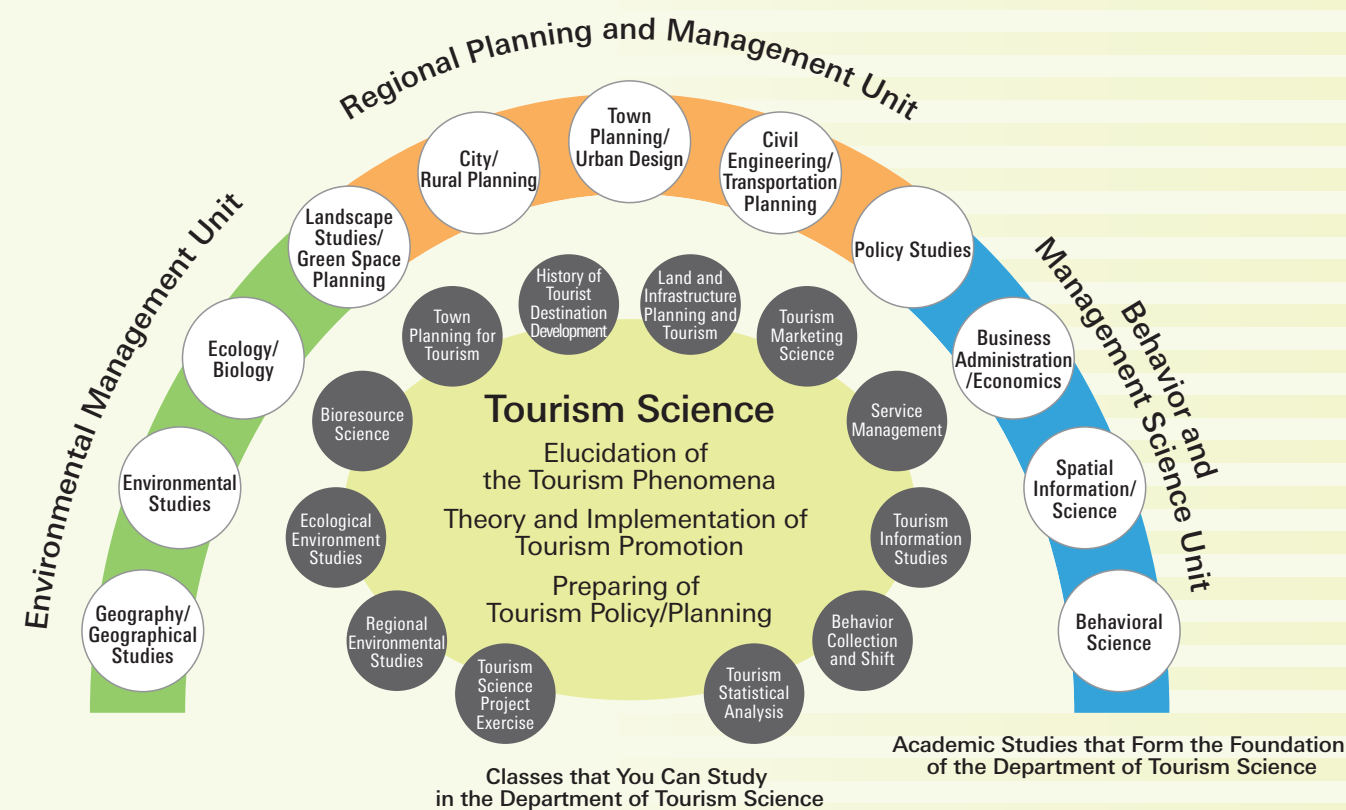 Regional Planning and Management Unit
Environmental Management Unit
Behavior and
Management Science Unit
Geography/
Geographical
Studies
Environmental
Studies
Ecology/
Biology
Landscape
Studies/
Green Space
Planning
City/
Rural Planning
Town
Planning/
Urban Design
Civil
Engineering/
Transportation
Planning
Policy Studies
Business
Administration
/Economics
Spatial
Information/
Science
Behavioral
Science
Tourism
Science
Project
Exercise
Regional
Environmental
Studies
Ecological
Environment
Studies
Bioresource
Science
Town
Planning for
Tourism
History of
Tourist
Destination
Development
Land and
Infrastructure
Planning and
Tourism
Tourism
Marketing
Science
Service
Management
Tourism
Information
Studies
Behavior
Collection
and Shift
Tourism
Statistical
Analysis
Tourism Science
Elucidation of
the Tourism Phenomena
Theory and Implementation of
Tourism Promotion
Preparing of
Tourism Policy/Planning
Academic Studies that Form the Foundation
of the Department of Tourism Science
Classes that You Can Study
in the Department of Tourism Science